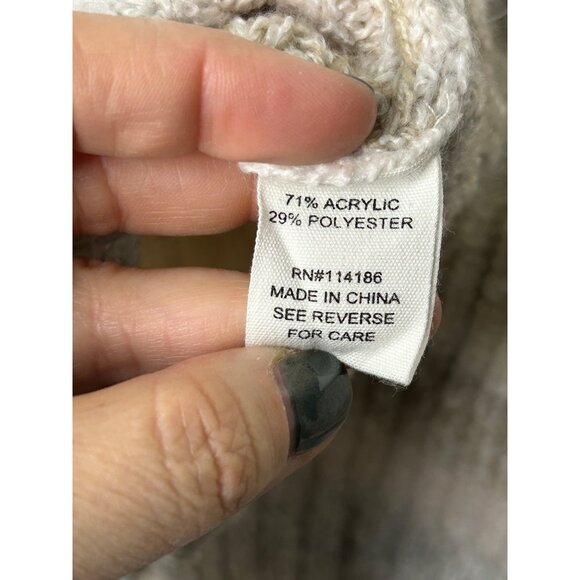 71% ACRYLIC
29% POLYESTER
RN#114186
MADE IN CHINA
SEE REVERSE
FOR CARE